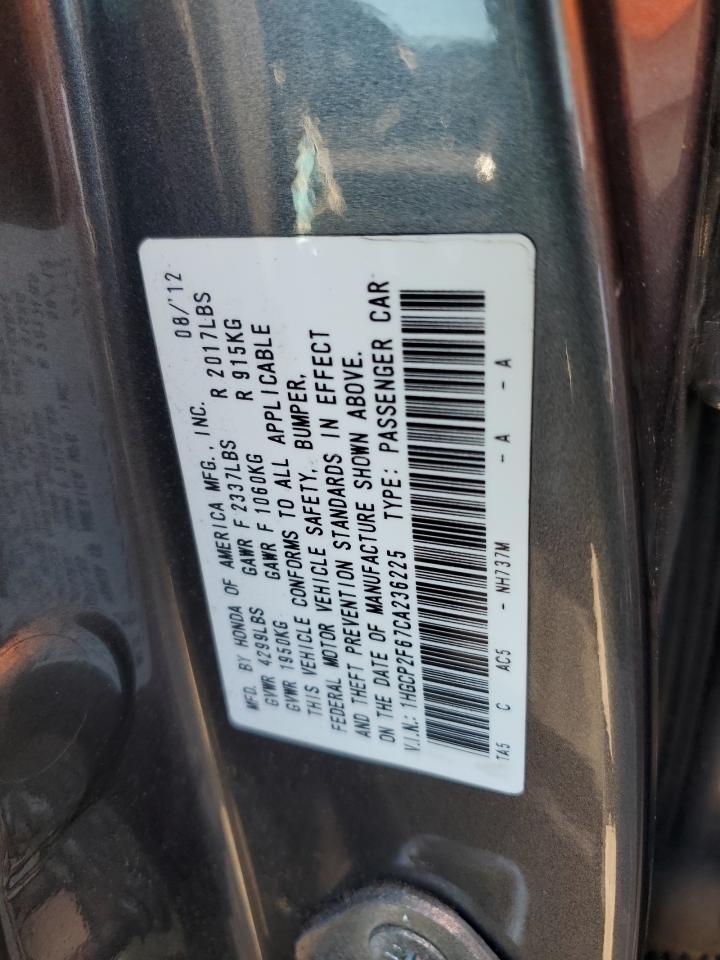 MFD. BY HONDA OF AMERICA MFG., INC. 08/'12
GVWR 4299LBS GAWR F 2337LBS R 2017LBS
GVWR 1950KG GAWR F 1060KG R 915KG
THIS VEHICLE CONFORMS TO ALL APPLICABLE
FEDERAL MOTOR VEHICLE SAFETY, BUMPER,
AND THEFT PREVENTION STANDARDS IN EFFECT
ON THE DATE OF MANUFACTURE SHOWN ABOVE.
V.I.N.: 1HGCP2F67CA236225 TYPE: PASSENGER CAR
TA5 C AC5 - NH737M - A - A